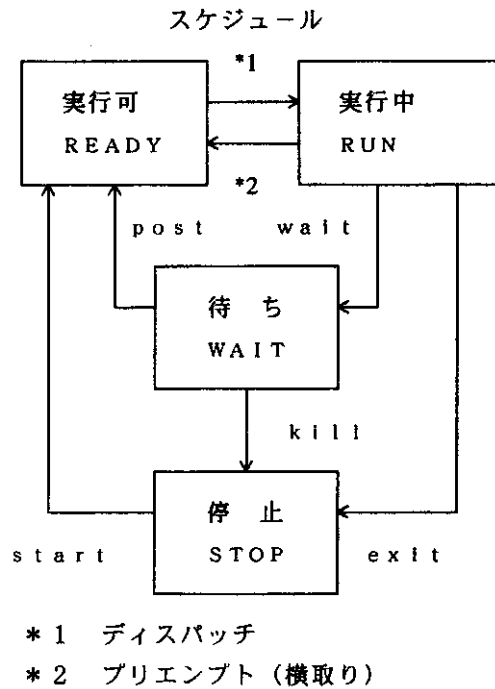 スケジュール
*1
実行可
READY
実行中
RUN
*2
post
wait
待ち
WAIT
kill
停止
STOP
start
exit
*1 ディスパッチ
*2 プリエンプト（横取り）